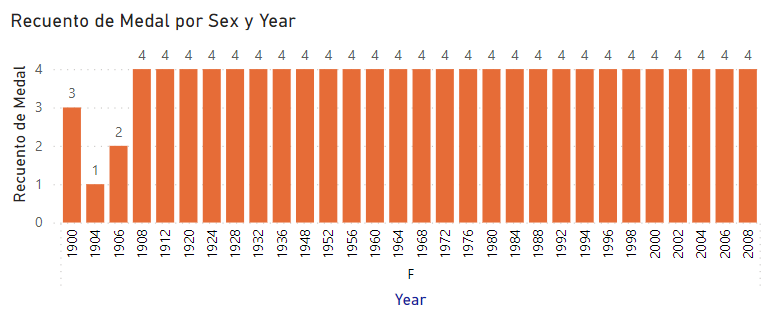 Recuento de Medal por Sex y Year
Recuento de Medal
4
3
2
1
0
3 1 2 4 4 4 4 4 4 4 4 4 4 4 4 4 4 4 4 4 4 4 4 4 4 4 4 4 4 4
1900 1904 1906 1908 1912 1920 1924 1928 1932 1936 1948 1952 1956 1960 1964 1968 1972 1976 1980 1984 1988 1992 1994 1996 1998 2000 2002 2004 2006 2008
F
Year